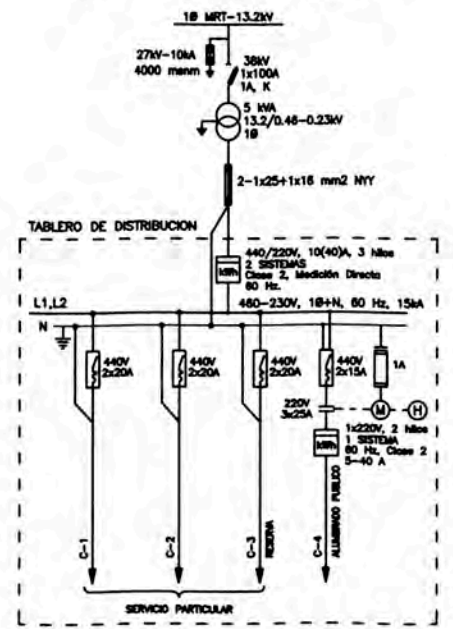 1Ø MRT-13.2kV
27kV-10kA
4000 msnm
38kV
1x100A
1A, K
5 kVA
13.2/0.46-0.23kV
1Ø
2-1x25+1x16 mm2 NYY
TABLERO DE DISTRIBUCION
440/220V, 10(40)A, 3 hilos
2 SISTEMAS
Clase 2, Medición Directa
60 Hz.
kWh
L1,L2
460-230V, 1Ø+N, 60 Hz, 15kA
N
440V
2x20A
440V
2x20A
440V
2x20A
440V
2x15A
1A
220V
3x25A
M
H
kWh
1x220V, 2 hilos
1 SISTEMA
60 Hz, Clase 2
5-40 A
C-1
C-2
C-3
RESERVA
C-4
ALUMBRADO PUBLICO
SERVICIO PARTICULAR